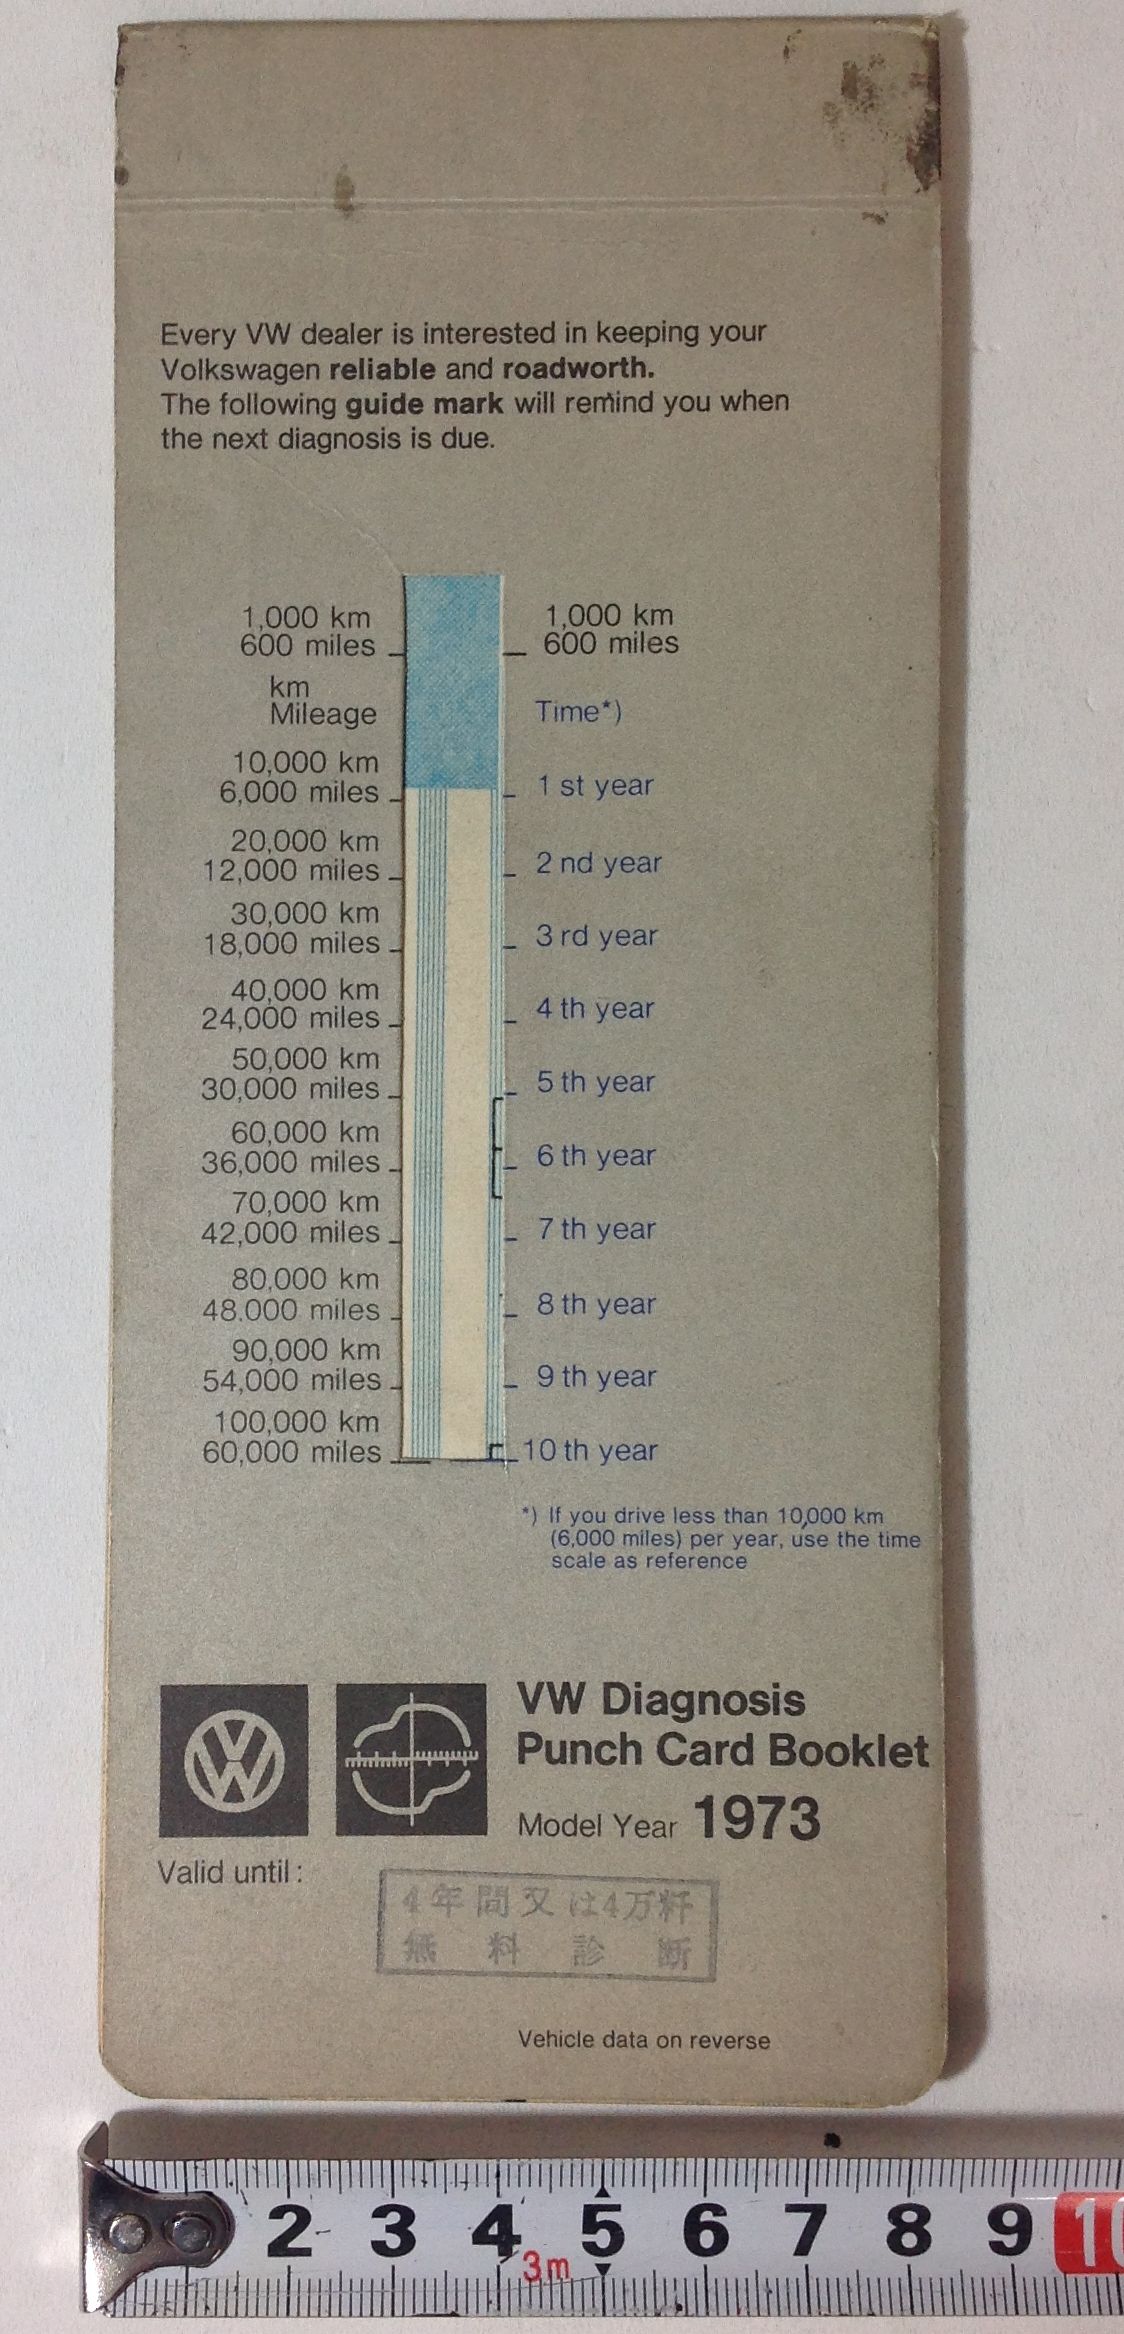 Every VW dealer is interested in keeping your
Volkswagen reliable and roadworth.
The following guide mark will remind you when
the next diagnosis is due.
1,000 km
600 miles
1,000 km
600 miles
km
Mileage
Time*)
10,000 km
6,000 miles
1 st year
20,000 km
12,000 miles
2 nd year
30,000 km
18,000 miles
3 rd year
40,000 km
24,000 miles
4 th year
50,000 km
30,000 miles
5 th year
60,000 km
36,000 miles
6 th year
70,000 km
42,000 miles
7 th year
80,000 km
48.000 miles
8 th year
90,000 km
54,000 miles
9 th year
100,000 km
60,000 miles
10 th year
*) If you drive less than 10,000 km
(6,000 miles) per year, use the time
scale as reference
VW Diagnosis
Punch Card Booklet
Model Year 1973
VW
Valid until:
4年間又は4万粁
無料診断
Vehicle data on reverse
2 3 4 5 6 7 8 9 10
3m